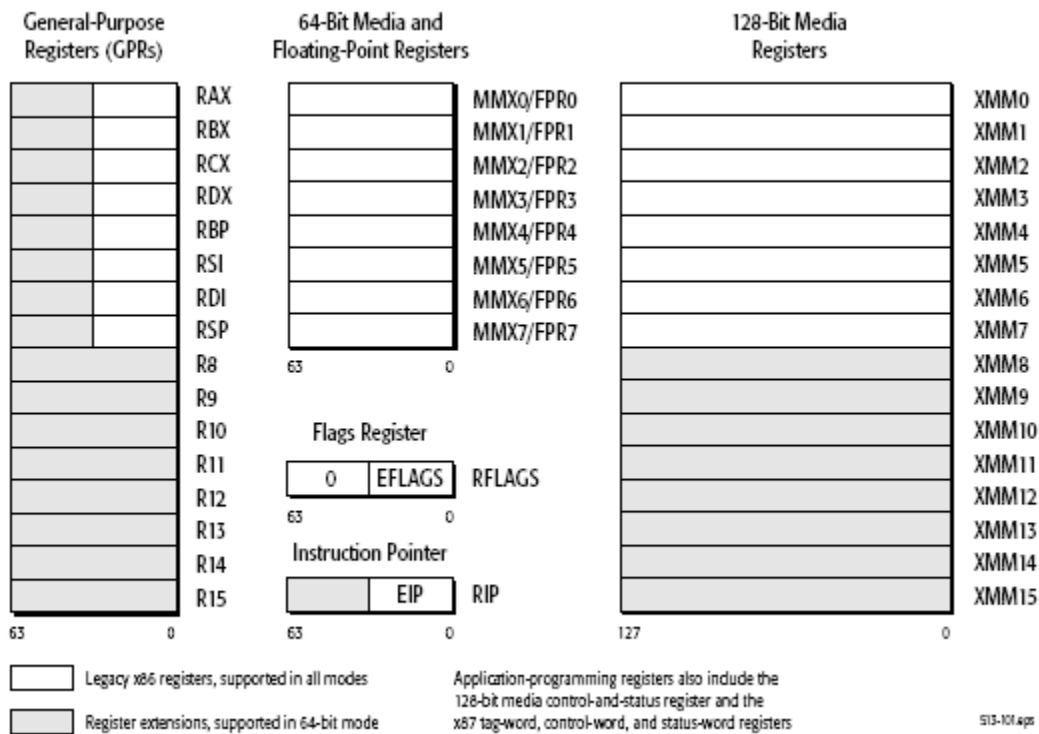 General-Purpose
Registers (GPRs)
64-Bit Media and
Floating-Point Registers
128-Bit Media
Registers
RAX
RBX
RCX
RDX
RBP
RSI
RDI
RSP
R8
R9
R10
R11
R12
R13
R14
R15
63 0
MMX0/FPR0
MMX1/FPR1
MMX2/FPR2
MMX3/FPR3
MMX4/FPR4
MMX5/FPR5
MMX6/FPR6
MMX7/FPR7
63 0
Flags Register
0 EFLAGS RFLAGS
63 0
Instruction Pointer
EIP RIP
63 0
XMM0
XMM1
XMM2
XMM3
XMM4
XMM5
XMM6
XMM7
XMM8
XMM9
XMM10
XMM11
XMM12
XMM13
XMM14
XMM15
127 0
Legacy x86 registers, supported in all modes
Register extensions, supported in 64-bit mode
Application-programming registers also include the
128-bit media control-and-status register and the
x87 tag-word, control-word, and status-word registers
513-101.eps